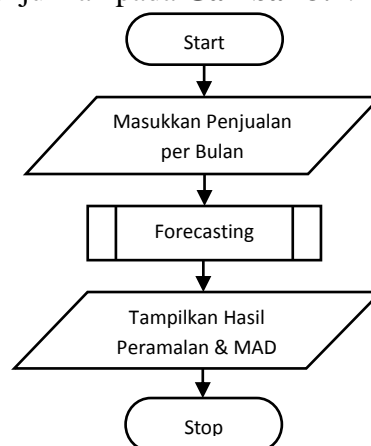 Start
Masukkan Penjualan
per Bulan
Forecasting
Tampilkan Hasil
Peramalan & MAD
Stop